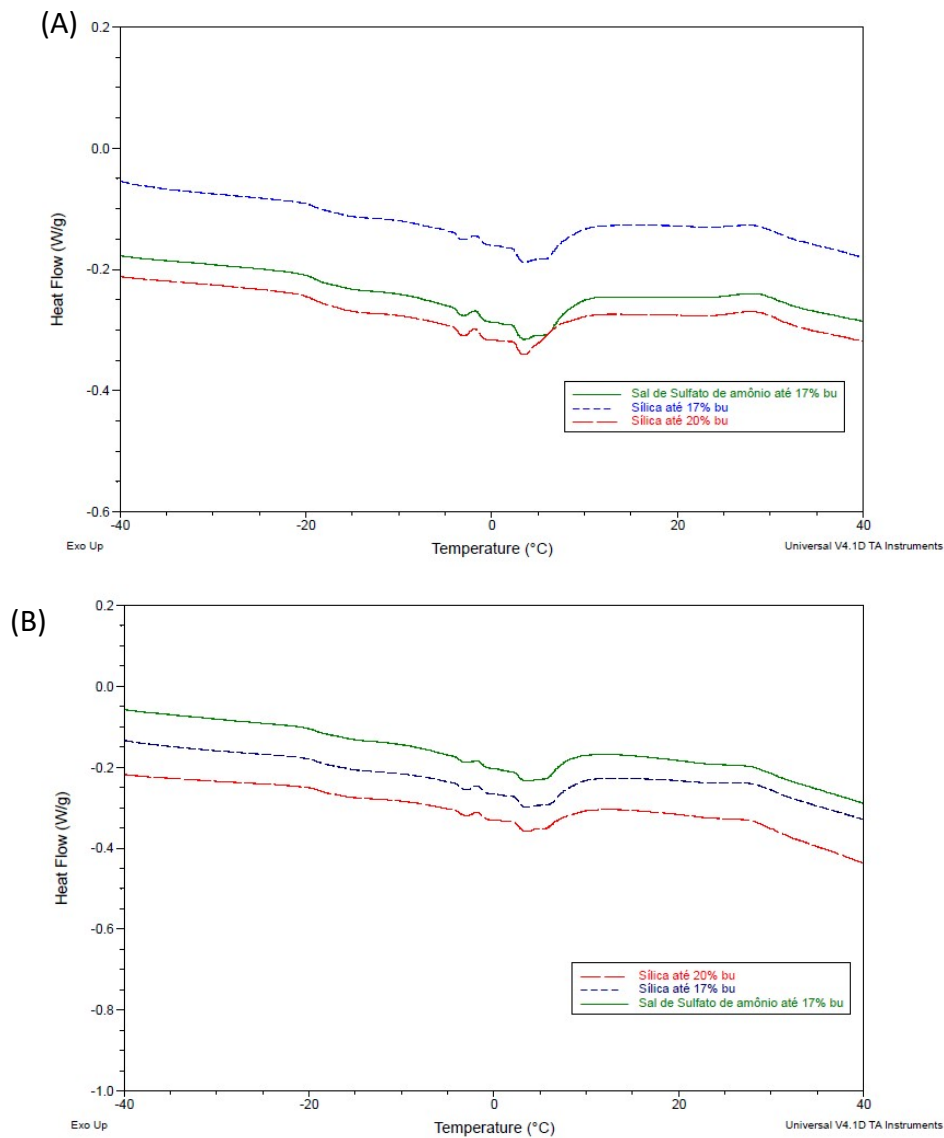 (A)
0.2
0.0
-0.2
-0.4
-0.6
Heat Flow (W/g)
Sal de Sulfato de amônio até 17% bu
Sílica até 17% bu
Sílica até 20% bu
-40
-20
0
20
40
Exo Up
Temperature (°C)
Universal V4.1D TA Instruments
(B)
0.2
0.0
-0.2
-0.4
-0.6
-0.8
-1.0
Heat Flow (W/g)
Sílica até 20% bu
Sílica até 17% bu
Sal de Sulfato de amônio até 17% bu
-40
-20
0
20
40
Exo Up
Temperature (°C)
Universal V4.1D TA Instruments